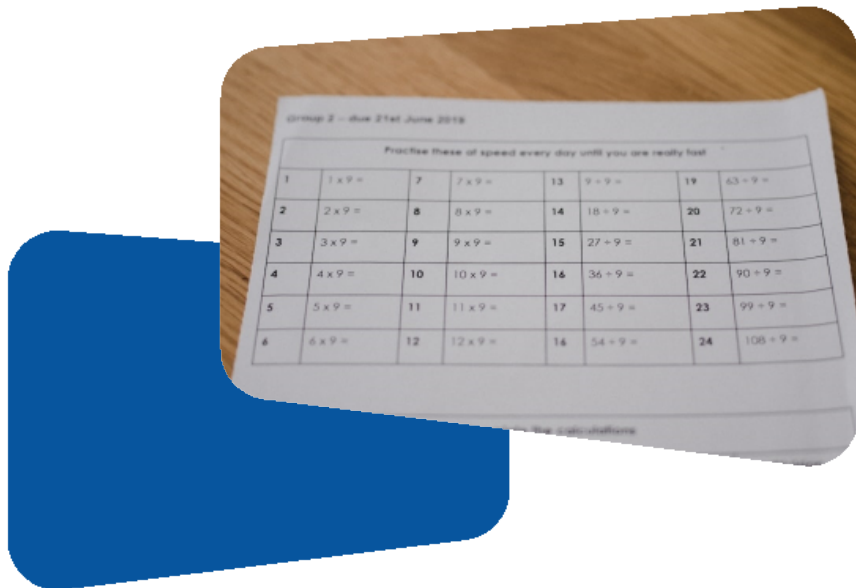 Group 2 – due 21st June 2018
Practise these at speed every day until you are really fast
1 1 x 9 = 7 7 x 9 = 13 9 ÷ 9 = 19 63 ÷ 9 =
2 2 x 9 = 8 8 x 9 = 14 18 ÷ 9 = 20 72 ÷ 9 =
3 3 x 9 = 9 9 x 9 = 15 27 ÷ 9 = 21 81 ÷ 9 =
4 4 x 9 = 10 10 x 9 = 16 36 ÷ 9 = 22 90 ÷ 9 =
5 5 x 9 = 11 11 x 9 = 17 45 ÷ 9 = 23 99 ÷ 9 =
6 6 x 9 = 12 12 x 9 = 16 54 ÷ 9 = 24 108 ÷ 9 =
the calculations